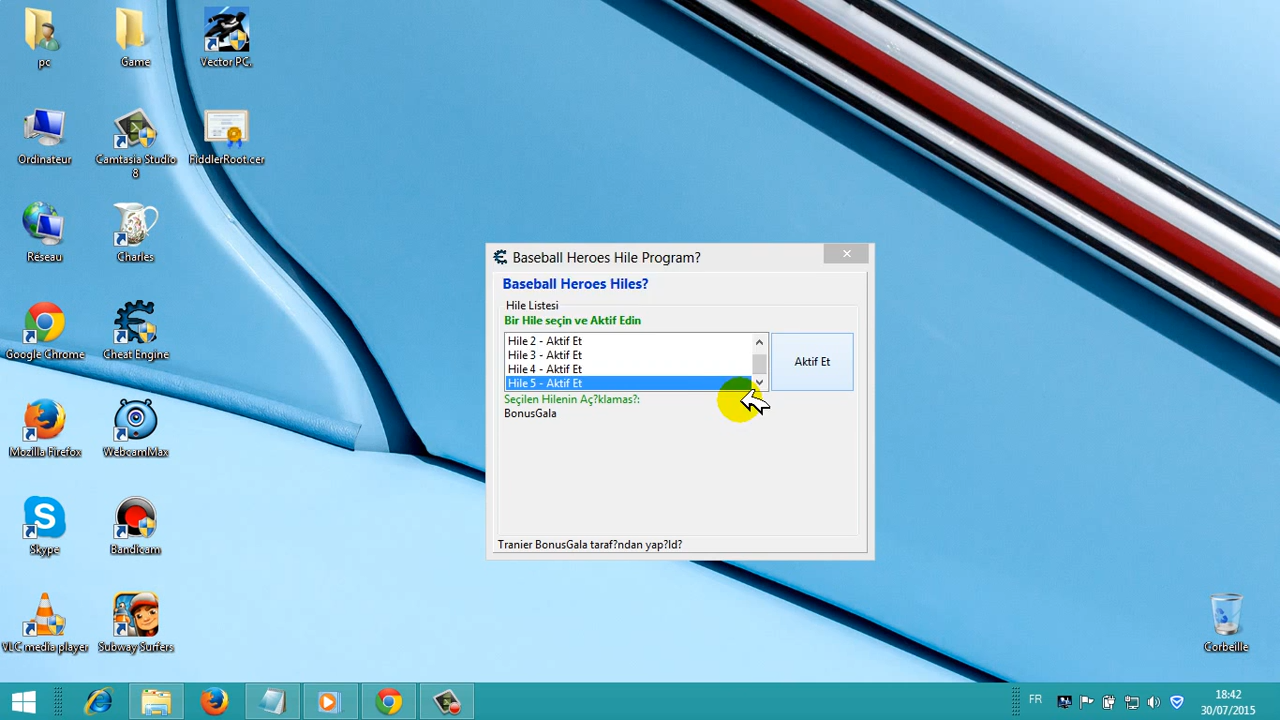 pc
Game
Vector PC.
Ordinateur
Camtasia Studio
8
FiddlerRoot.cer
Réseau
Charles
Google Chrome
Cheat Engine
Mozilla Firefox
WebcamMax
Skype
Bandicam
VLC media player
Subway Surfers
Baseball Heroes Hile Program?
Baseball Heroes Hiles?
Hile Listesi
Bir Hile seçin ve Aktif Edin
Hile 2 - Aktif Et
Hile 3 - Aktif Et
Hile 4 - Aktif Et
Hile 5 - Aktif Et
Aktif Et
Seçilen Hilenin Aç?klamas?:
BonusGala
Tranier BonusGala taraf?ndan yap?ld?
Corbeille
FR
18:42
30/07/2015